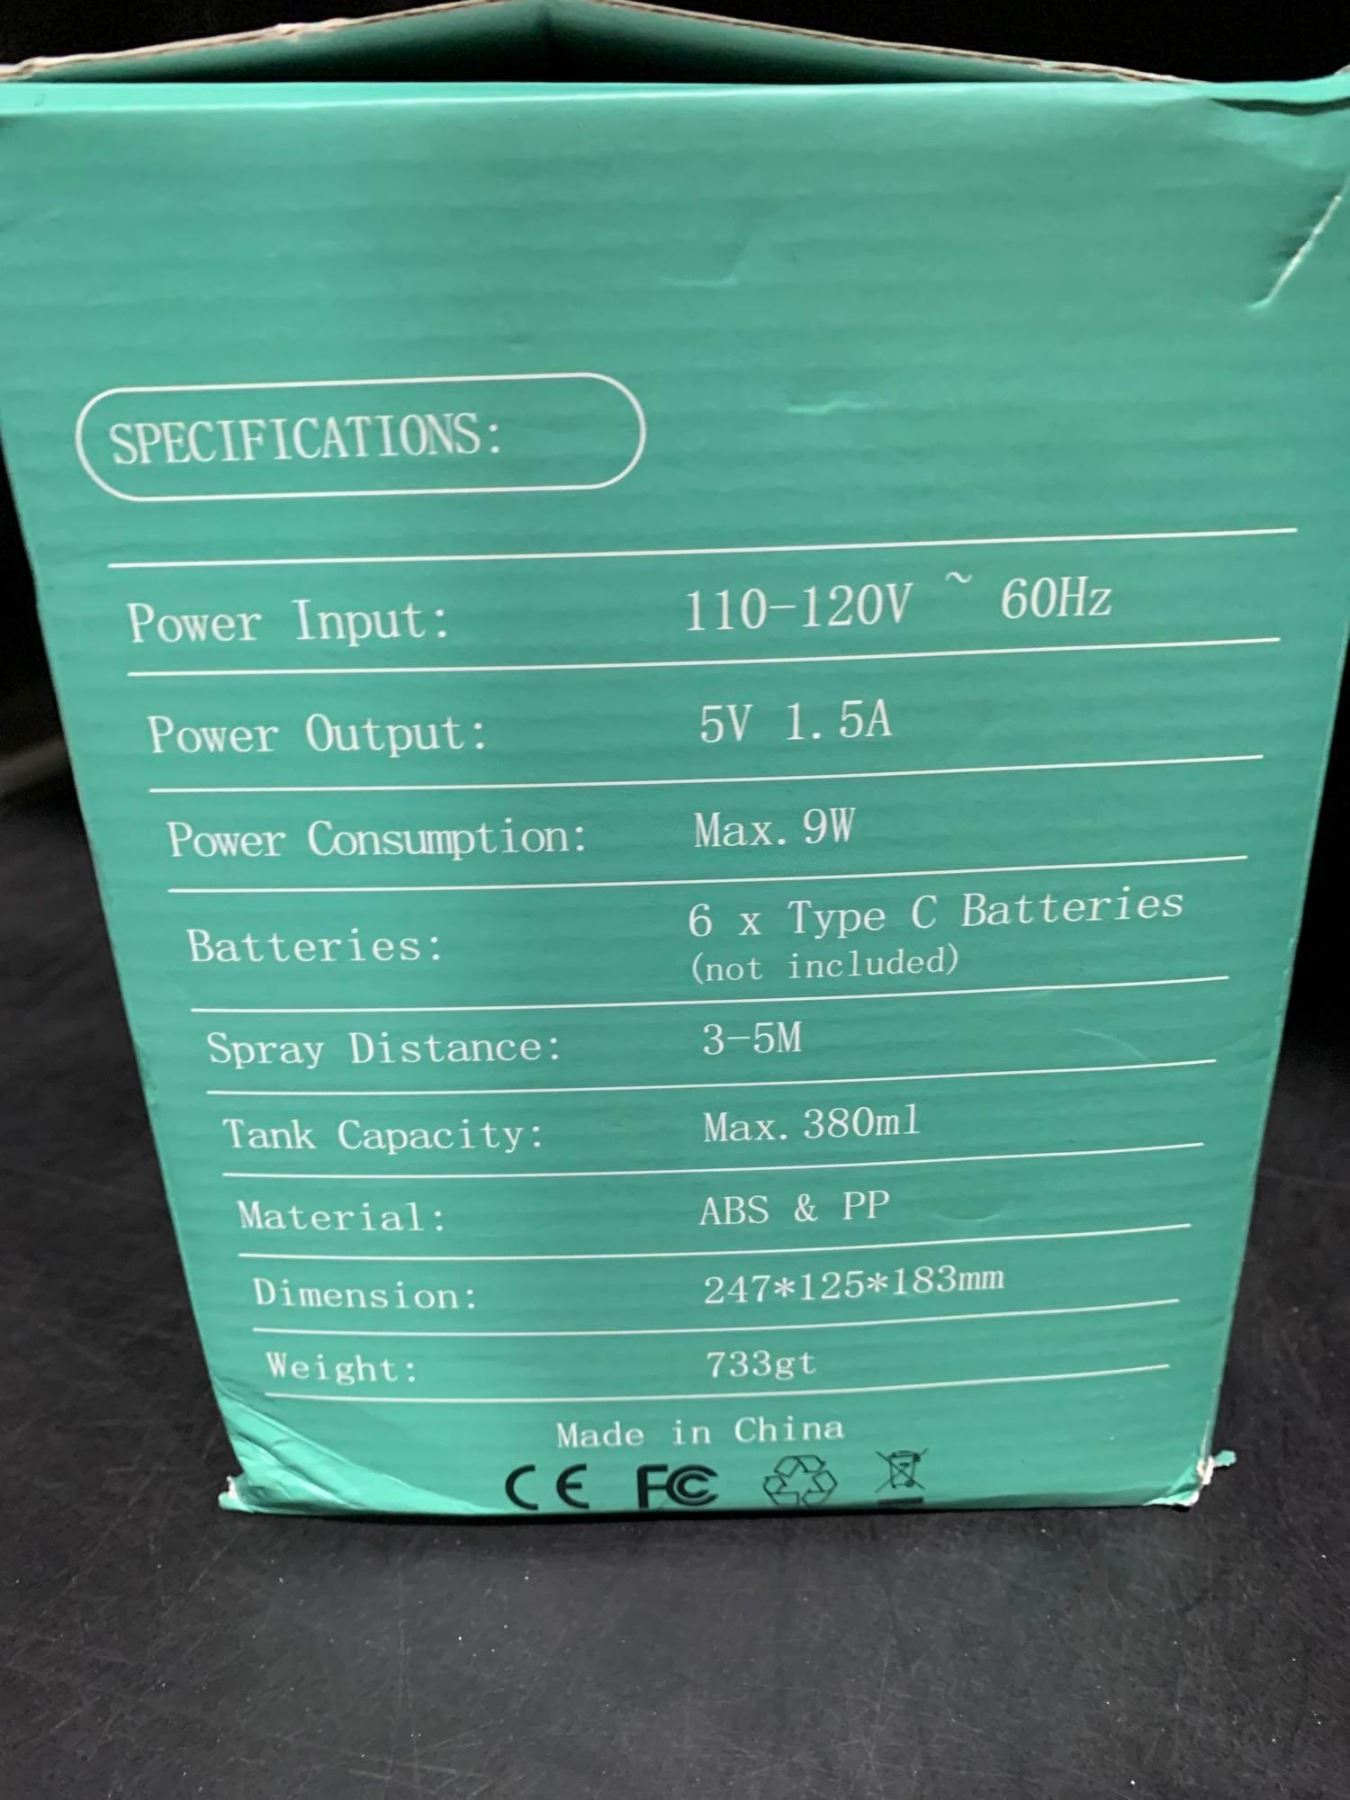 SPECIFICATIONS:
Power Input: 110-120V ~ 60Hz
Power Output: 5V 1.5A
Power Consumption: Max. 9W
Batteries: 6 x Type C Batteries
(not included)
Spray Distance: 3-5M
Tank Capacity: Max. 380ml
Material: ABS & PP
Dimension: 247*125*183mm
Weight: 733gt
Made in China
CE FC